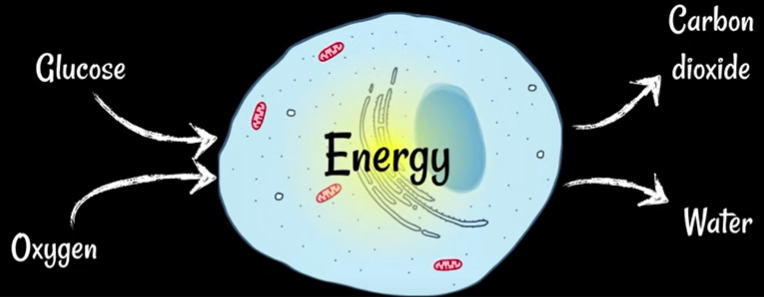 Glucose
Oxygen
Energy
Carbon
dioxide
Water